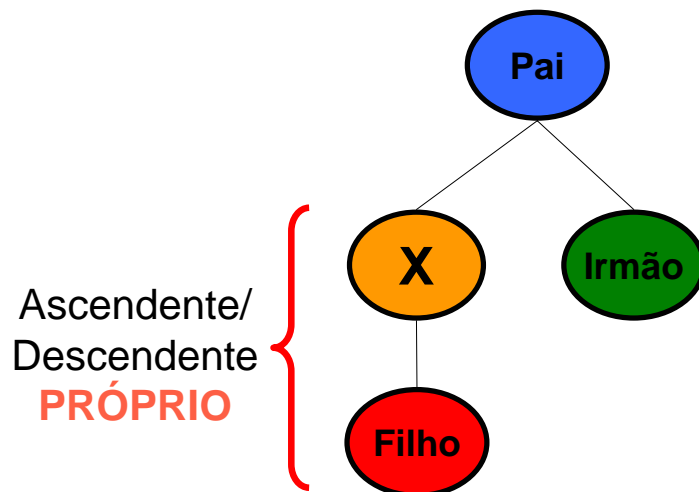 Pai
X
Irmão
Ascendente/
Descendente
PRÓPRIO
Filho